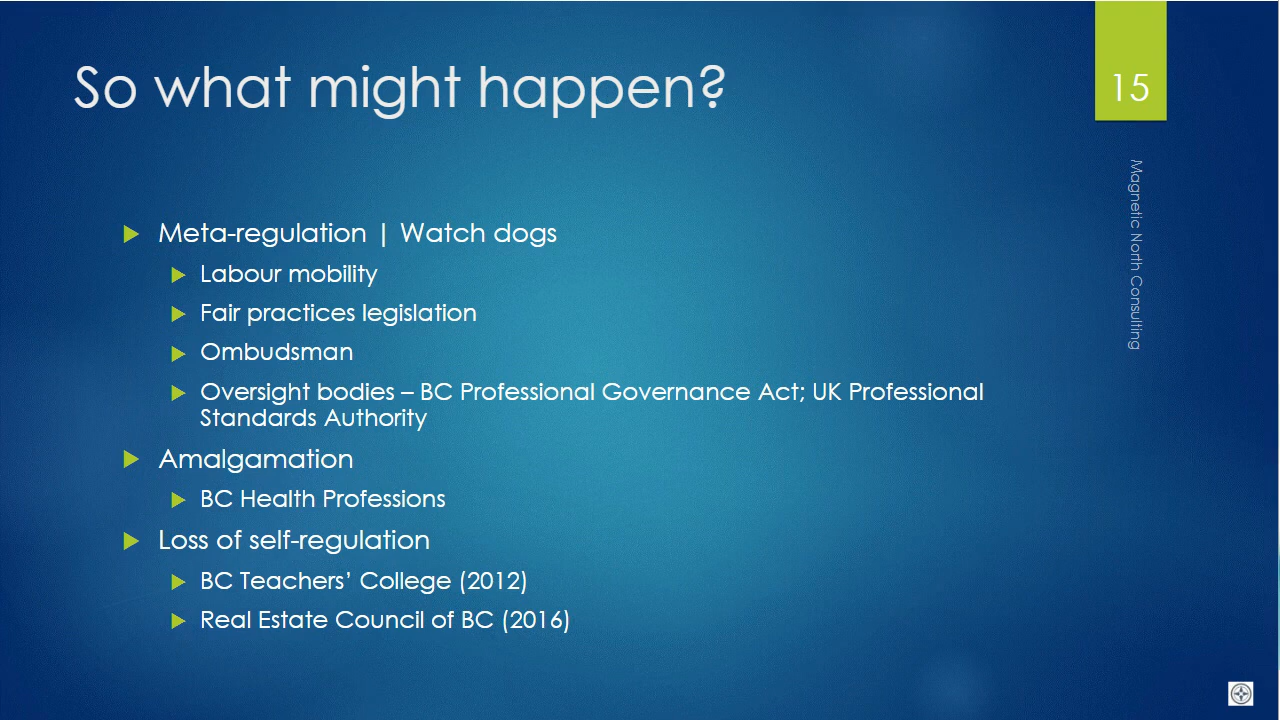 So what might happen?
15
Magnetic North Consulting
Meta-regulation | Watch dogs
Labour mobility
Fair practices legislation
Ombudsman
Oversight bodies – BC Professional Governance Act; UK Professional
Standards Authority
Amalgamation
BC Health Professions
Loss of self-regulation
BC Teachers’ College (2012)
Real Estate Council of BC (2016)